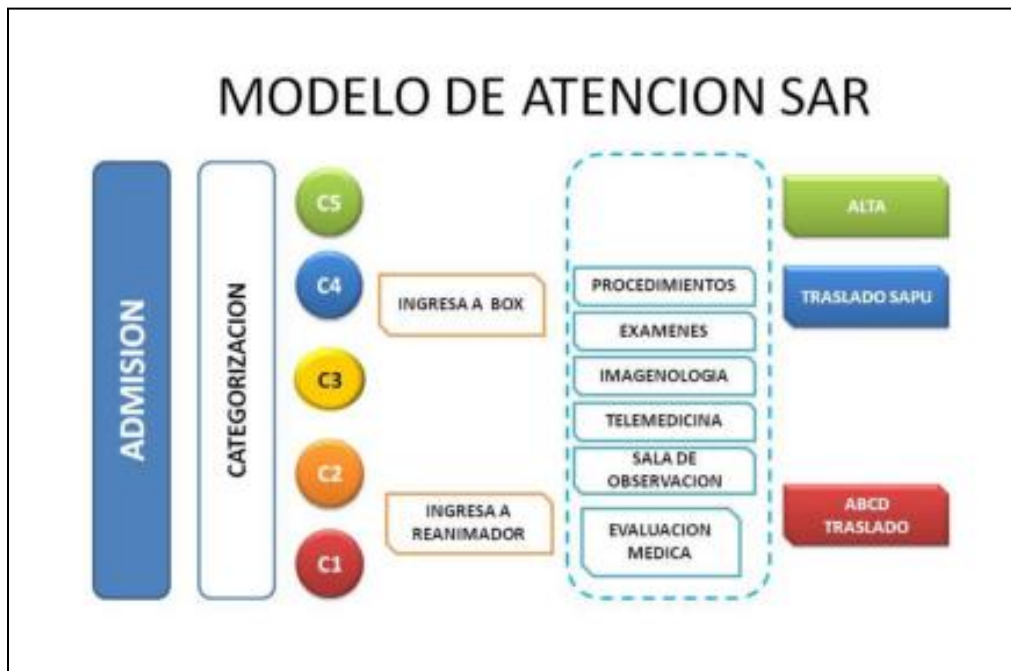 MODELO DE ATENCION SAR
ADMISION
CATEGORIZACION
C5
C4
C3
C2
C1
INGRESA A BOX
INGRESA A
REANIMADOR
PROCEDIMIENTOS
EXAMENES
IMAGENOLOGIA
TELEMEDICINA
SALA DE
OBSERVACION
EVALUACION
MEDICA
ALTA
TRASLADO SAPU
ABCD
TRASLADO